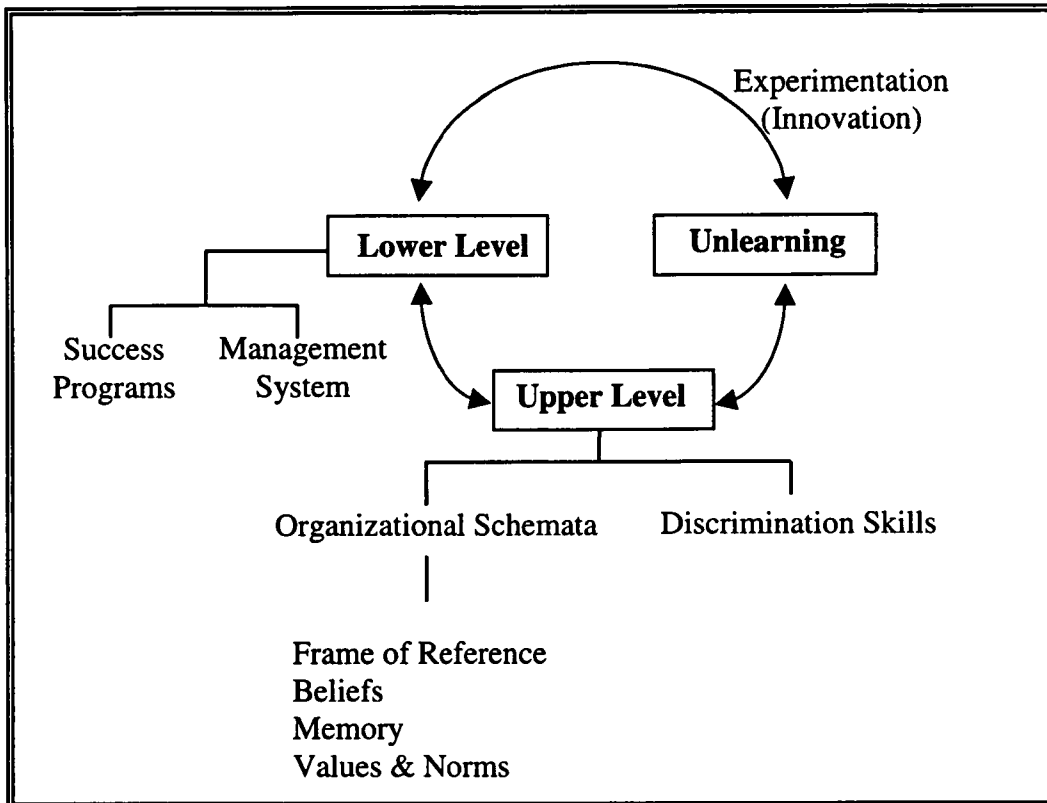 Experimentation
(Innovation)
Lower Level
Unlearning
Success
Programs
Management
System
Upper Level
Organizational Schemata
Discrimination Skills
Frame of Reference
Beliefs
Memory
Values & Norms